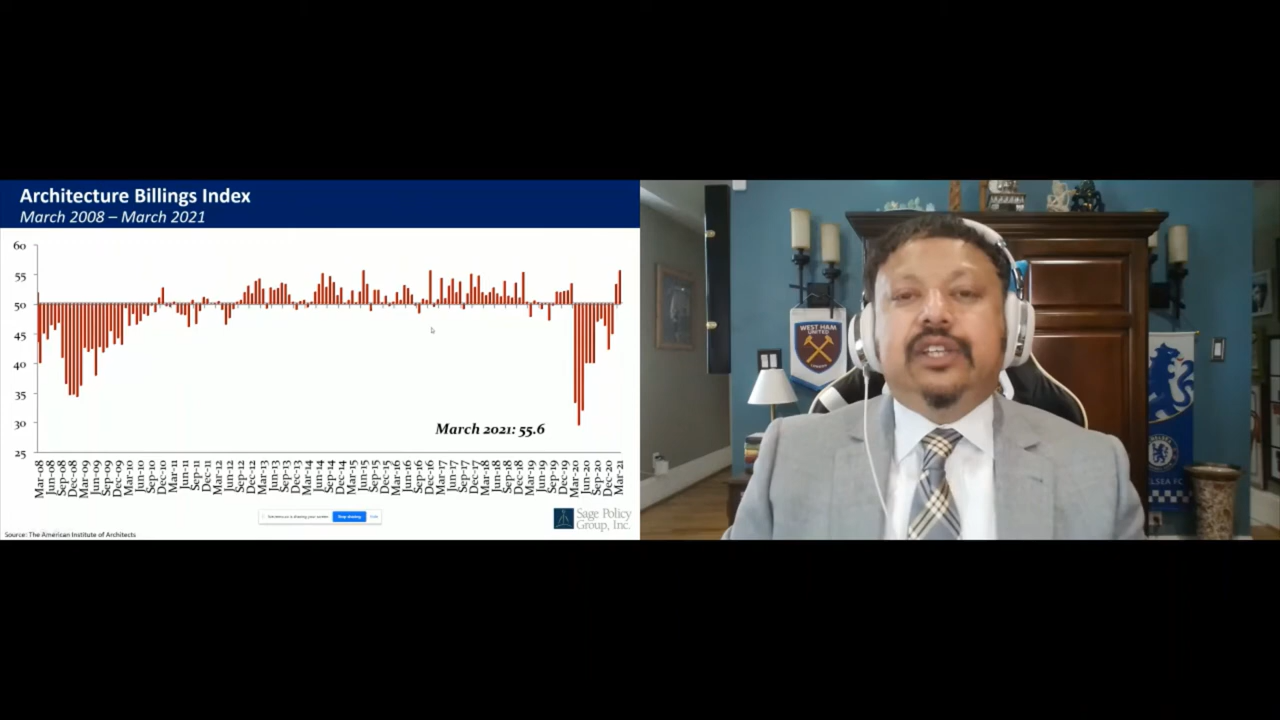 Architecture Billings Index
March 2008 – March 2021
60
55
50
45
40
35
30
25
March 2021: 55.6
Mar-08
Jun-08
Sep-08
Dec-08
Mar-09
Jun-09
Sep-09
Dec-09
Mar-10
Jun-10
Sep-10
Dec-10
Mar-11
Jun-11
Sep-11
Dec-11
Mar-12
Jun-12
Sep-12
Dec-12
Mar-13
Jun-13
Sep-13
Dec-13
Mar-14
Jun-14
Sep-14
Dec-14
Mar-15
Jun-15
Sep-15
Dec-15
Mar-16
Jun-16
Sep-16
Dec-16
Mar-17
Jun-17
Sep-17
Dec-17
Mar-18
Jun-18
Sep-18
Dec-18
Mar-19
Jun-19
Sep-19
Dec-19
Mar-20
Jun-20
Sep-20
Dec-20
Mar-21
Stop sharing
Hide
Sage Policy
Group, Inc.
Source: The American Institute of Architects
WEST HAM
UNITED
LONDON
CHELSEA
LSEA FC